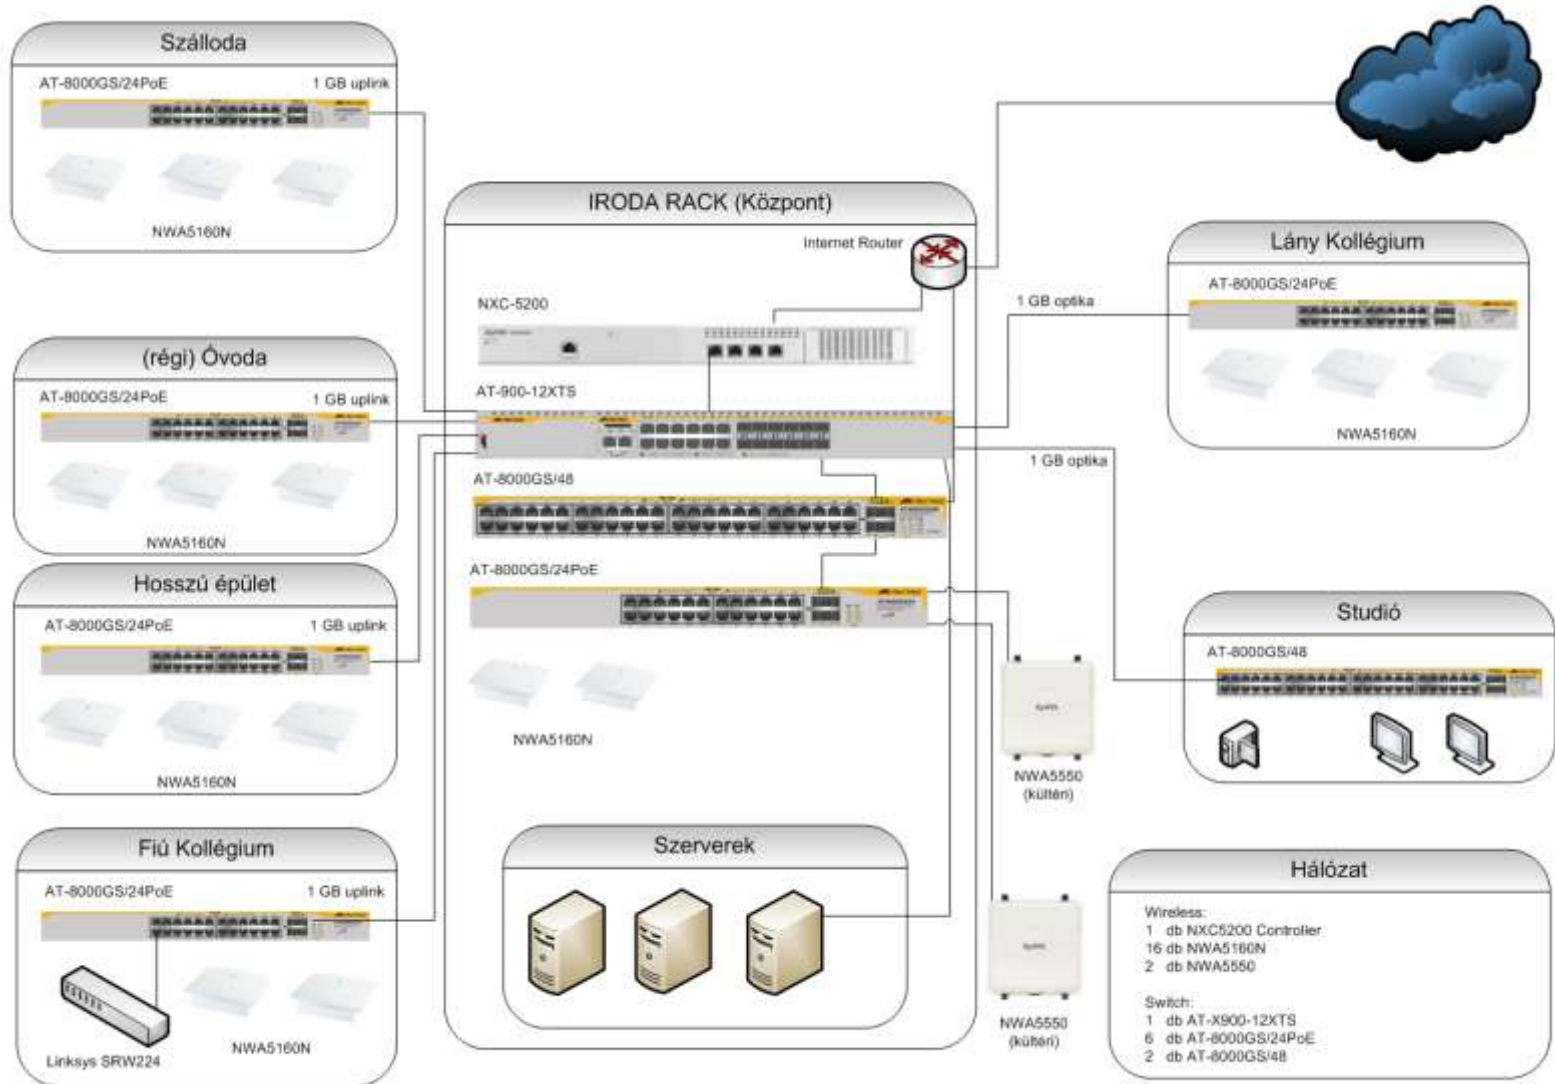 Szálloda
AT-8000GS/24PoE 1 GB uplink
NWA5160N
(régi) Óvoda
AT-8000GS/24PoE 1 GB uplink
NWA5160N
Hosszú épület
AT-8000GS/24PoE 1 GB uplink
NWA5160N
Fiú Kollégium
AT-8000GS/24PoE 1 GB uplink
Linksys SRW224
NWA5160N
IRODA RACK (Központ)
Internet Router
NXC-5200
AT-900-12XTS
AT-8000GS/48
AT-8000GS/24PoE
NWA5160N
Szerverek
ZyXEL
NWA5550
(kültéri)
ZyXEL
NWA5550
(kültéri)
1 GB optika
1 GB optika
Lány Kollégium
AT-8000GS/24PoE
NWA5160N
Studió
AT-8000GS/48
Hálózat
Wireless:
1 db NXC5200 Controller
16 db NWA5160N
2 db NWA5550
Switch:
1 db AT-X900-12XTS
6 db AT-8000GS/24PoE
2 db AT-8000GS/48